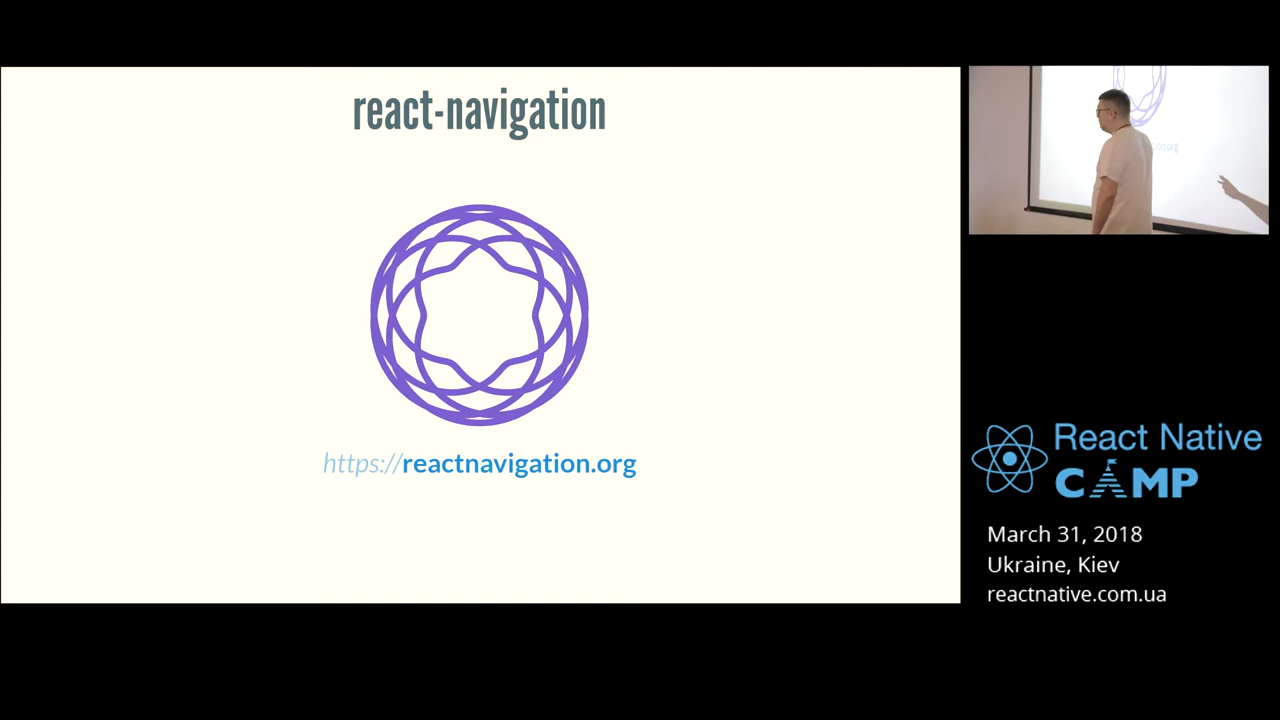 react-navigation
https://reactnavigation.org
React Native
CAMP
March 31, 2018
Ukraine, Kiev
reactnative.com.ua